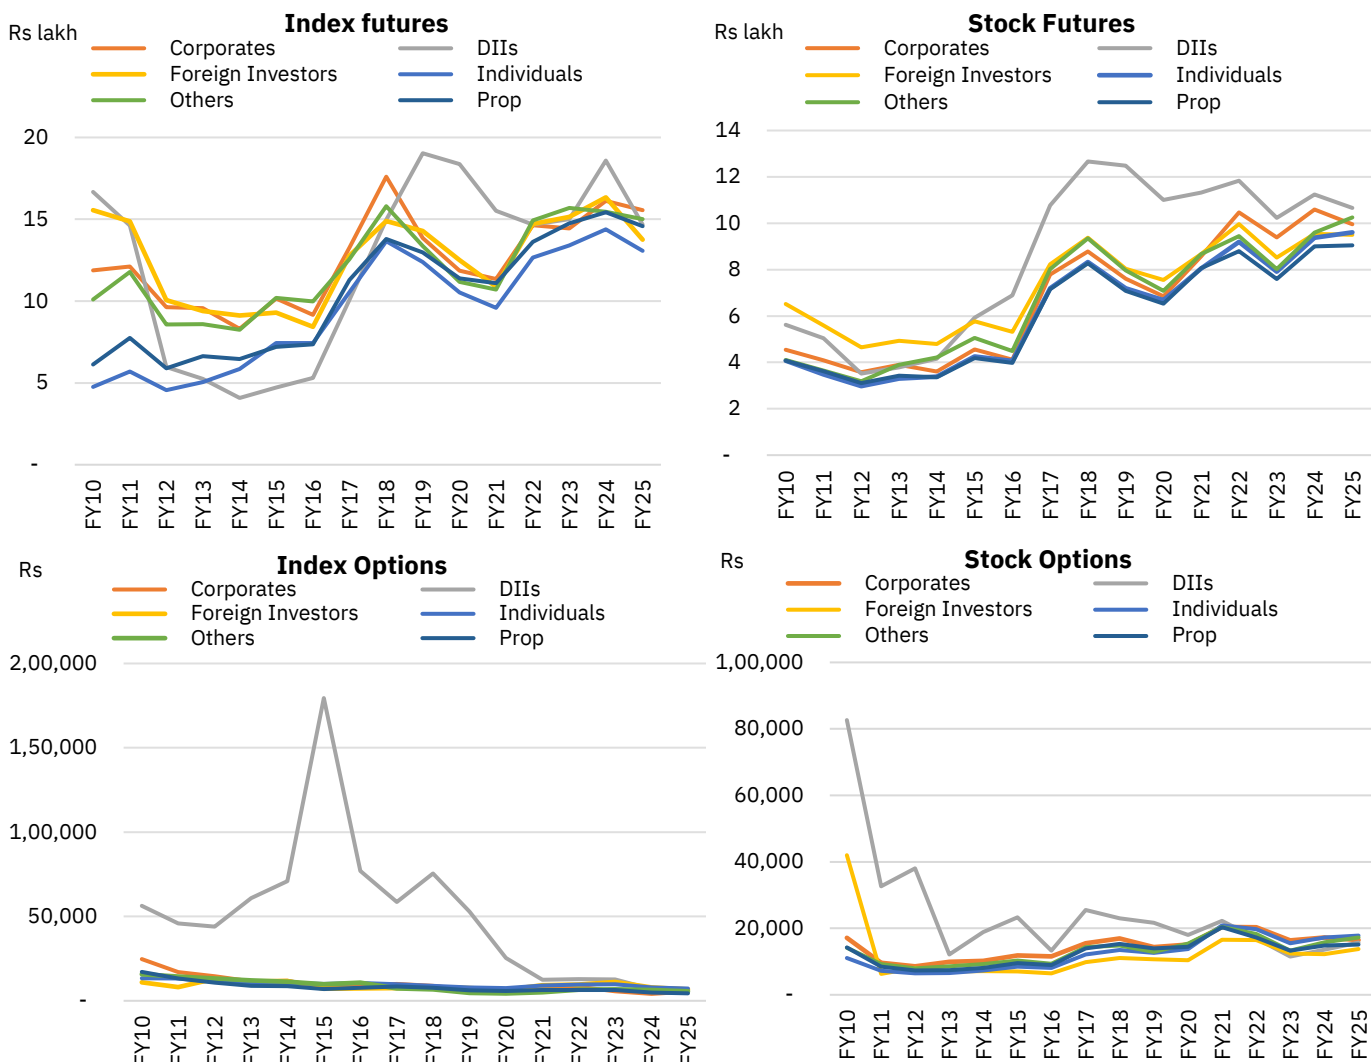 Index futures
Rs lakh
Corporates DIIs
Foreign Investors Individuals
Others Prop
20
15
10
5
-
FY10 FY11 FY12 FY13 FY14 FY15 FY16 FY17 FY18 FY19 FY20 FY21 FY22 FY23 FY24 FY25
Stock Futures
Rs lakh
Corporates DIIs
Foreign Investors Individuals
Others Prop
14
12
10
8
6
4
2
-
FY10 FY11 FY12 FY13 FY14 FY15 FY16 FY17 FY18 FY19 FY20 FY21 FY22 FY23 FY24 FY25
Index Options
Rs
Corporates DIIs
Foreign Investors Individuals
Others Prop
2,00,000
1,50,000
1,00,000
50,000
-
FY10 FY11 FY12 FY13 FY14 FY15 FY16 FY17 FY18 FY19 FY20 FY21 FY22 FY23 FY24 FY25
Stock Options
Rs
Corporates DIIs
Foreign Investors Individuals
Others Prop
1,00,000
80,000
60,000
40,000
20,000
-
FY10 FY11 FY12 FY13 FY14 FY15 FY16 FY17 FY18 FY19 FY20 FY21 FY22 FY23 FY24 FY25